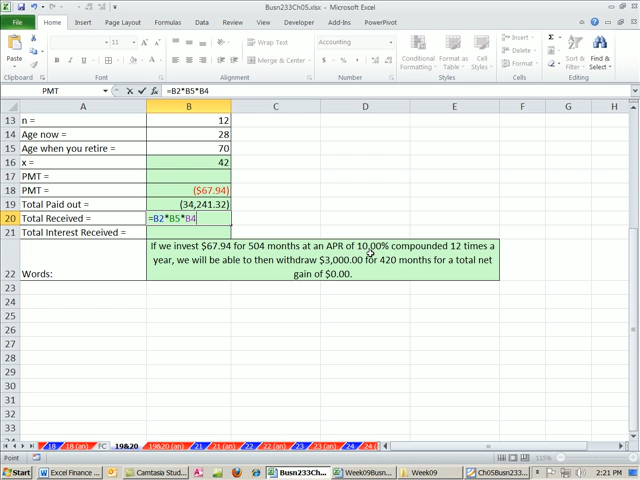 Busn233Ch05.xlsx - Microsoft Excel
File Home Insert Page Layout Formulas Data Review View Developer Add-Ins PowerPivot
Paste
11
Wrap Text
Accounting
Merge & Center
Conditional Formatting
Format as Table
Cell Styles
Insert
Delete
Format
Sort & Filter
Find & Select
Clipboard Font Alignment Number Styles Cells Editing
PMT =B2*B5*B4
A B C D E F G H
13 n = 12
14 Age now = 28
15 Age when you retire = 70
16 x = 42
17 PMT =
18 PMT = ($67.94)
19 Total Paid out = (34,241.32)
20 Total Received = =B2*B5*B4
21 Total Interest Received =
If we invest $67.94 for 504 months at an APR of 10.00% compounded 12 times a
year, we will be able to then withdraw $3,000.00 for 420 months for a total net
22 Words: gain of $0.00.
23
24
25
26
27
28
29
30
31
32
33
18 18 (an) FC 19&20 19&20 (an) 21 21 (an) 22 22 (an) 23 23 (an) 24 24
Point 115%
Start Excel Finance ... Camtasia Stud... Busn233Ch... Week09Busn... Week09 Ch05Busn233... 2:21 PM